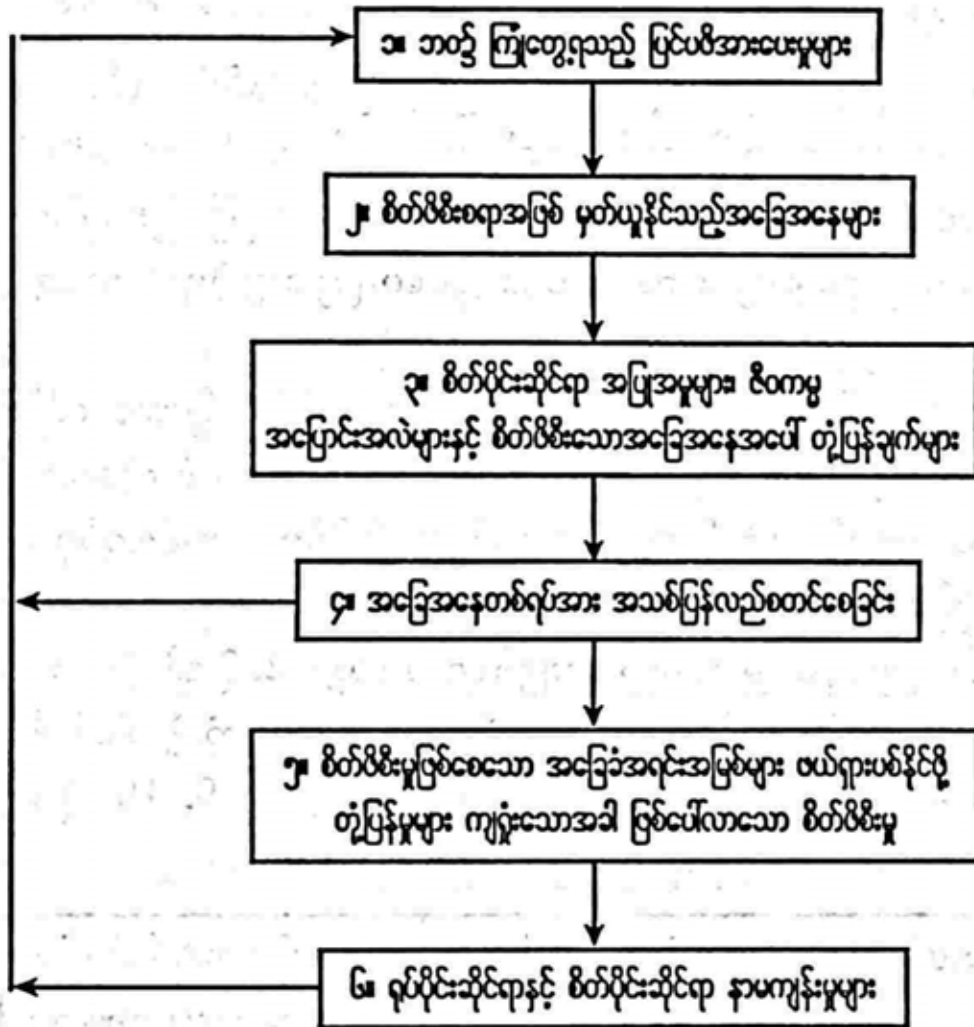 ၁။ ဘဝ၌ ကြုံတွေ့ရသည့် ပြင်ပဖိအားပေးမှုများ
၂။ စိတ်ဖိစီးစရာအဖြစ် မှတ်ယူနိုင်သည့်အခြေအနေများ
၃။ စိတ်ပိုင်းဆိုင်ရာ အပြုအမူများ၊ ဇီဝကမ္မ
အပြောင်းအလဲများနှင့် စိတ်ဖိစီးသောအခြေအနေအပေါ် တုံ့ပြန်ချက်များ
၄။ အခြေအနေတစ်ရပ်အား အသစ်ပြန်လည်စတင်စေခြင်း
၅။ စိတ်ဖိစီးမှုဖြစ်စေသော အခြေခံအရင်းအမြစ်များ ဖယ်ရှားပစ်နိုင်ဖို့
တုံ့ပြန်မှုများ ကျရှုံးသောအခါ ဖြစ်ပေါ်လာသော စိတ်ဖိစီးမှု
၆။ ရုပ်ပိုင်းဆိုင်ရာနှင့် စိတ်ပိုင်းဆိုင်ရာ နာမကျန်းမှုများ